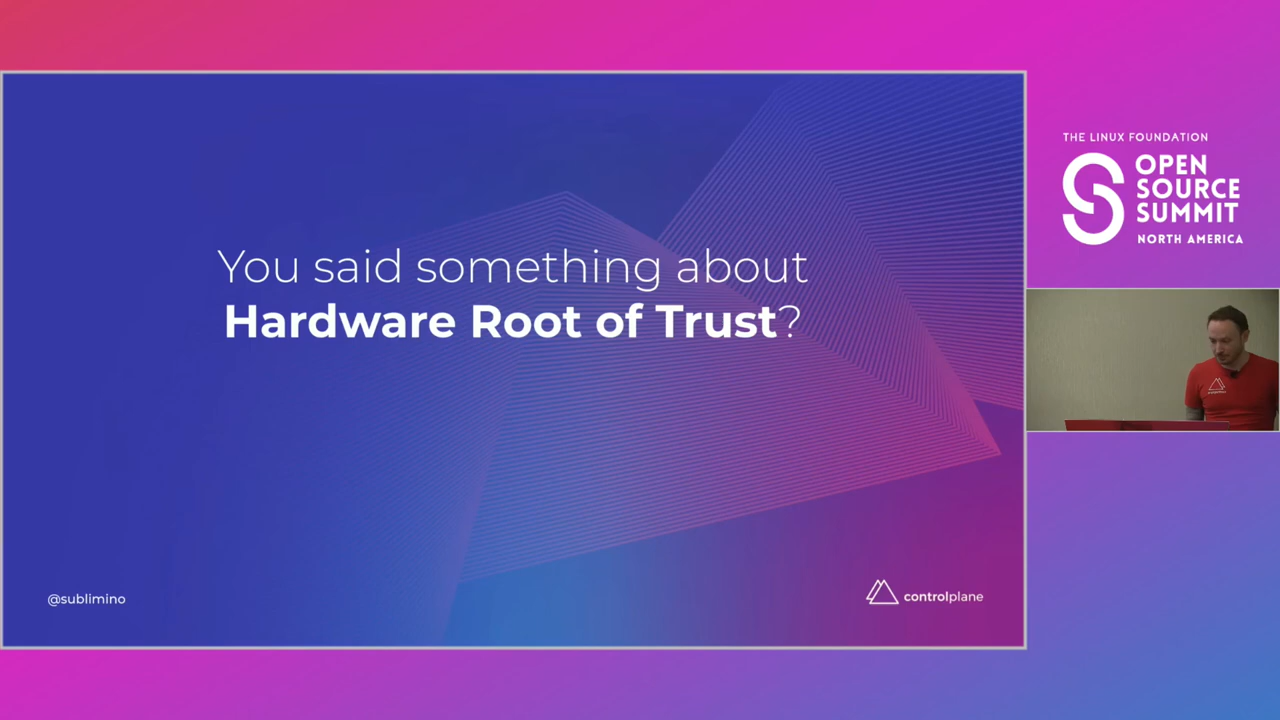 You said something about
Hardware Root of Trust?
@sublimino
controlplane
THE LINUX FOUNDATION
OPEN
SOURCE
SUMMIT
NORTH AMERICA